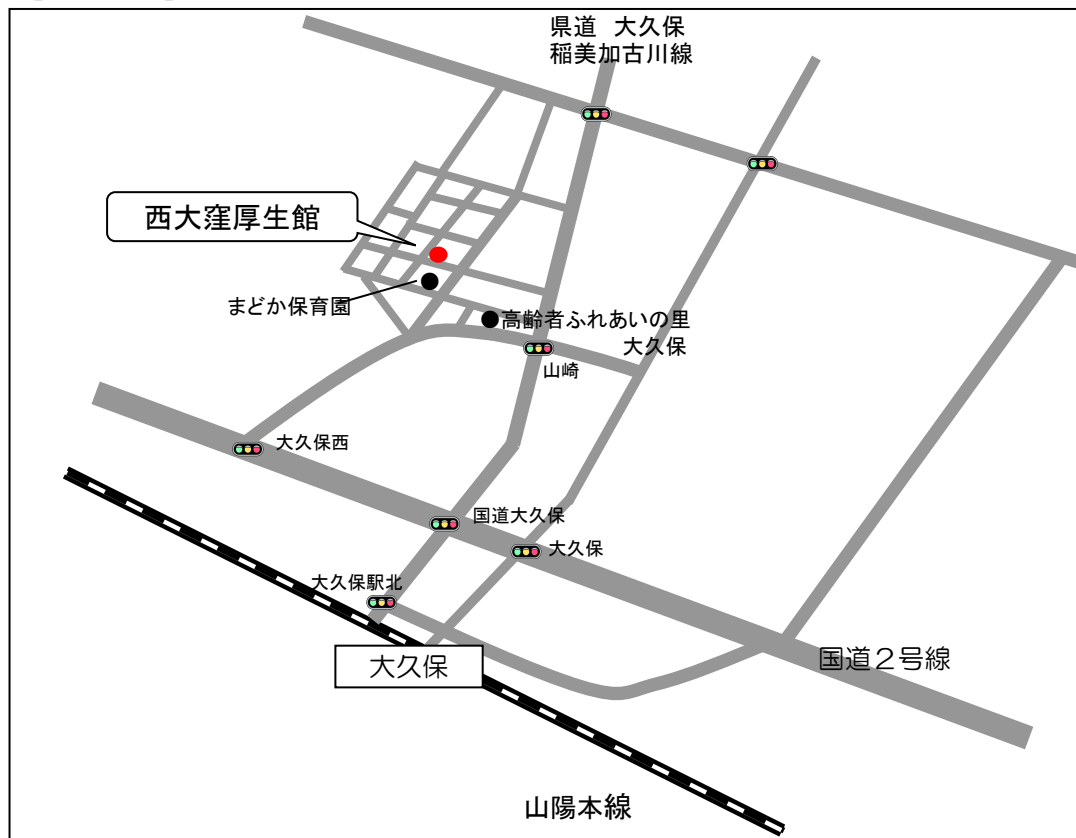 県道　大久保
稲美加古川線
西大窪厚生館
まどか保育園
高齢者ふれあいの里
大久保
山崎
大久保西
国道大久保
大久保
大久保駅北
大久保
国道２号線
山陽本線